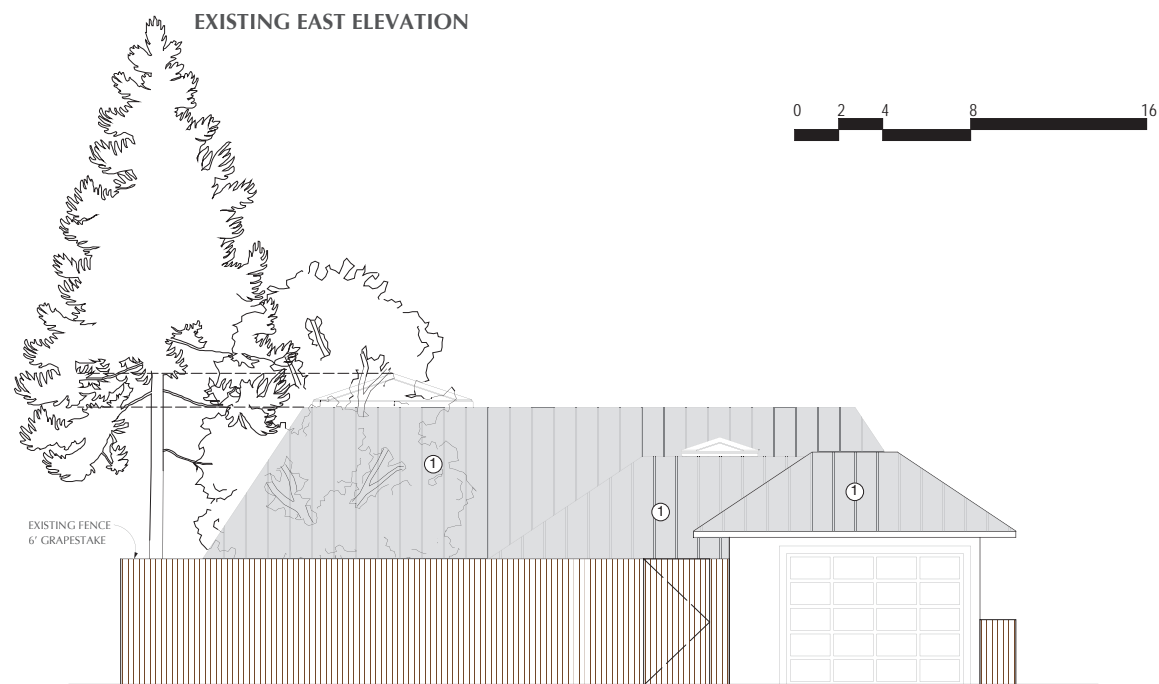 EXISTING EAST ELEVATION
0 2 4 8 16
1
1
1
EXISTING FENCE
6' GRAPESTAKE